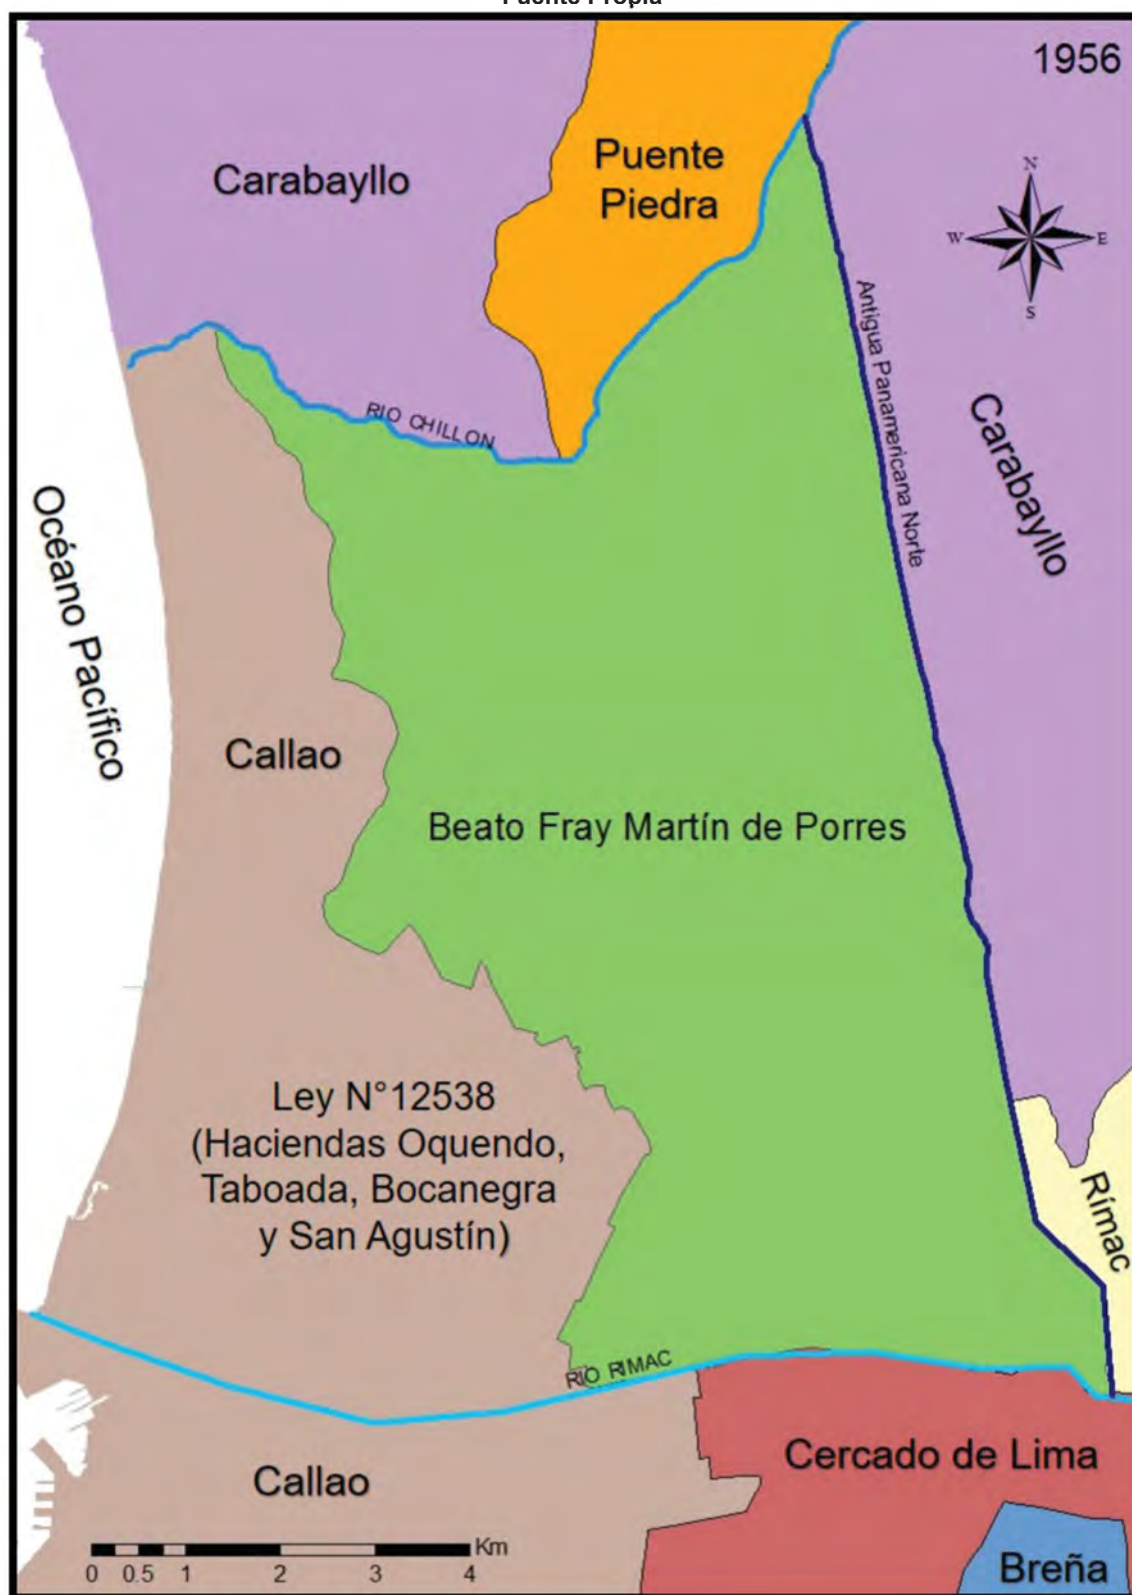 Fuente Propia
1956
Carabayllo
Puente
Piedra
N
W
E
S
Antigua Panamericana Norte
Carabayllo
RIO CHILLON
Océano Pacífico
Callao
Beato Fray Martín de Porres
Ley N°12538
(Haciendas Oquendo,
Taboada, Bocanegra
y San Agustín)
Rímac
RIO RIMAC
Cercado de Lima
Callao
Km
0 0.5 1 2 3 4
Breña